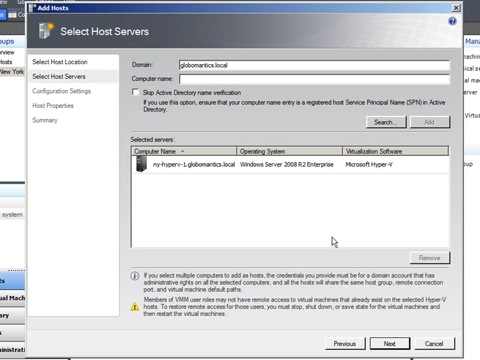 Add Hosts
Select Host Servers
Select Host Location
Select Host Servers
Configuration Settings
Host Properties
Summary
Domain: globomantics.local
Computer name:
Skip Active Directory name verification
If you use this option, ensure that your computer name entry is a registered host Service Principal Name (SPN) in Active
Directory.
Search... Add
Selected servers:
Computer Name Operating System Virtualization Software
ny-hyperv-1.globomantics.local Windows Server 2008 R2 Enterprise Microsoft Hyper-V
Remove
If you select multiple computers to add as hosts, the credentials you provide must be for a domain account that has
administrative rights on all the selected computers, and all the hosts will share the same host group, remote connection
port, and virtual machine default paths.
Members of VMM user roles may not have remote access to virtual machines that already exist on the selected Hyper-V
hosts. To restore remote access for those users, you must stop, shut down, or save state for the virtual machines and
then restart the virtual machines.
Previous Next Cancel
New York
system